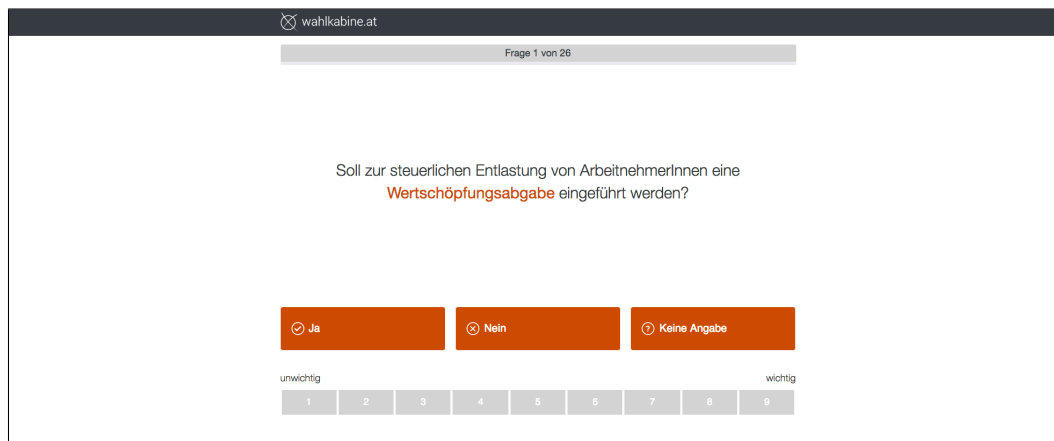 wahlkabine.at
Frage 1 von 26
Soll zur steuerlichen Entlastung von ArbeitnehmerInnen eine
Wertschöpfungsabgabe eingeführt werden?
Ja
Nein
Keine Angabe
unwichtig
wichtig
1 2 3 4 5 6 7 8 9